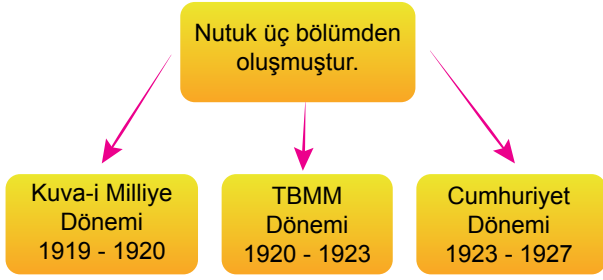 Nutuk üç bölümden
oluşmuştur.
Kuva-i Milliye
Dönemi
1919 - 1920
TBMM
Dönemi
1920 - 1923
Cumhuriyet
Dönemi
1923 - 1927